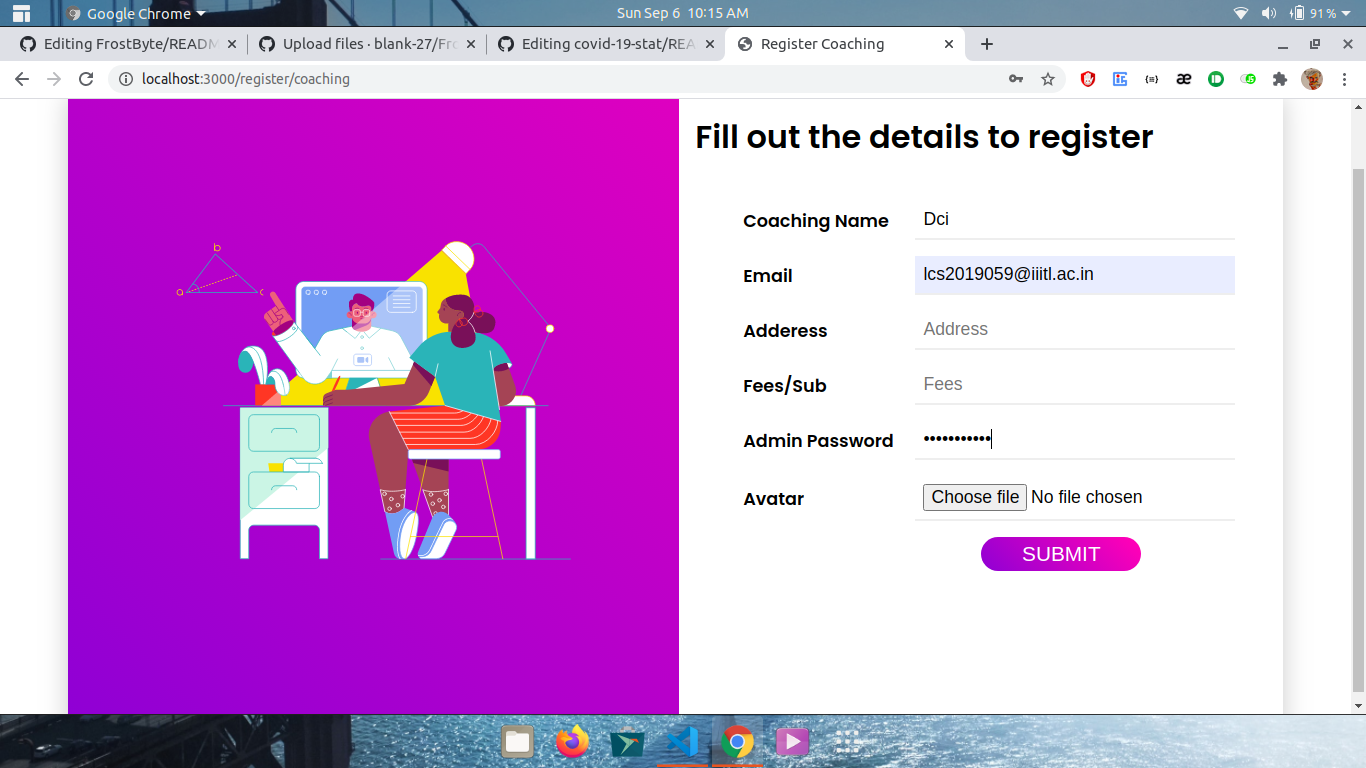 Google Chrome
Sun Sep 6 10:15 AM
91 %
Editing FrostByte/READM
Upload files · blank-27/Fro
Editing covid-19-stat/REA
Register Coaching
localhost:3000/register/coaching
Fill out the details to register
Coaching Name Dci
Email lcs2019059@iiitl.ac.in
Adderess Address
Fees/Sub Fees
Admin Password •••••••••••
Avatar Choose file No file chosen
SUBMIT
b
a c